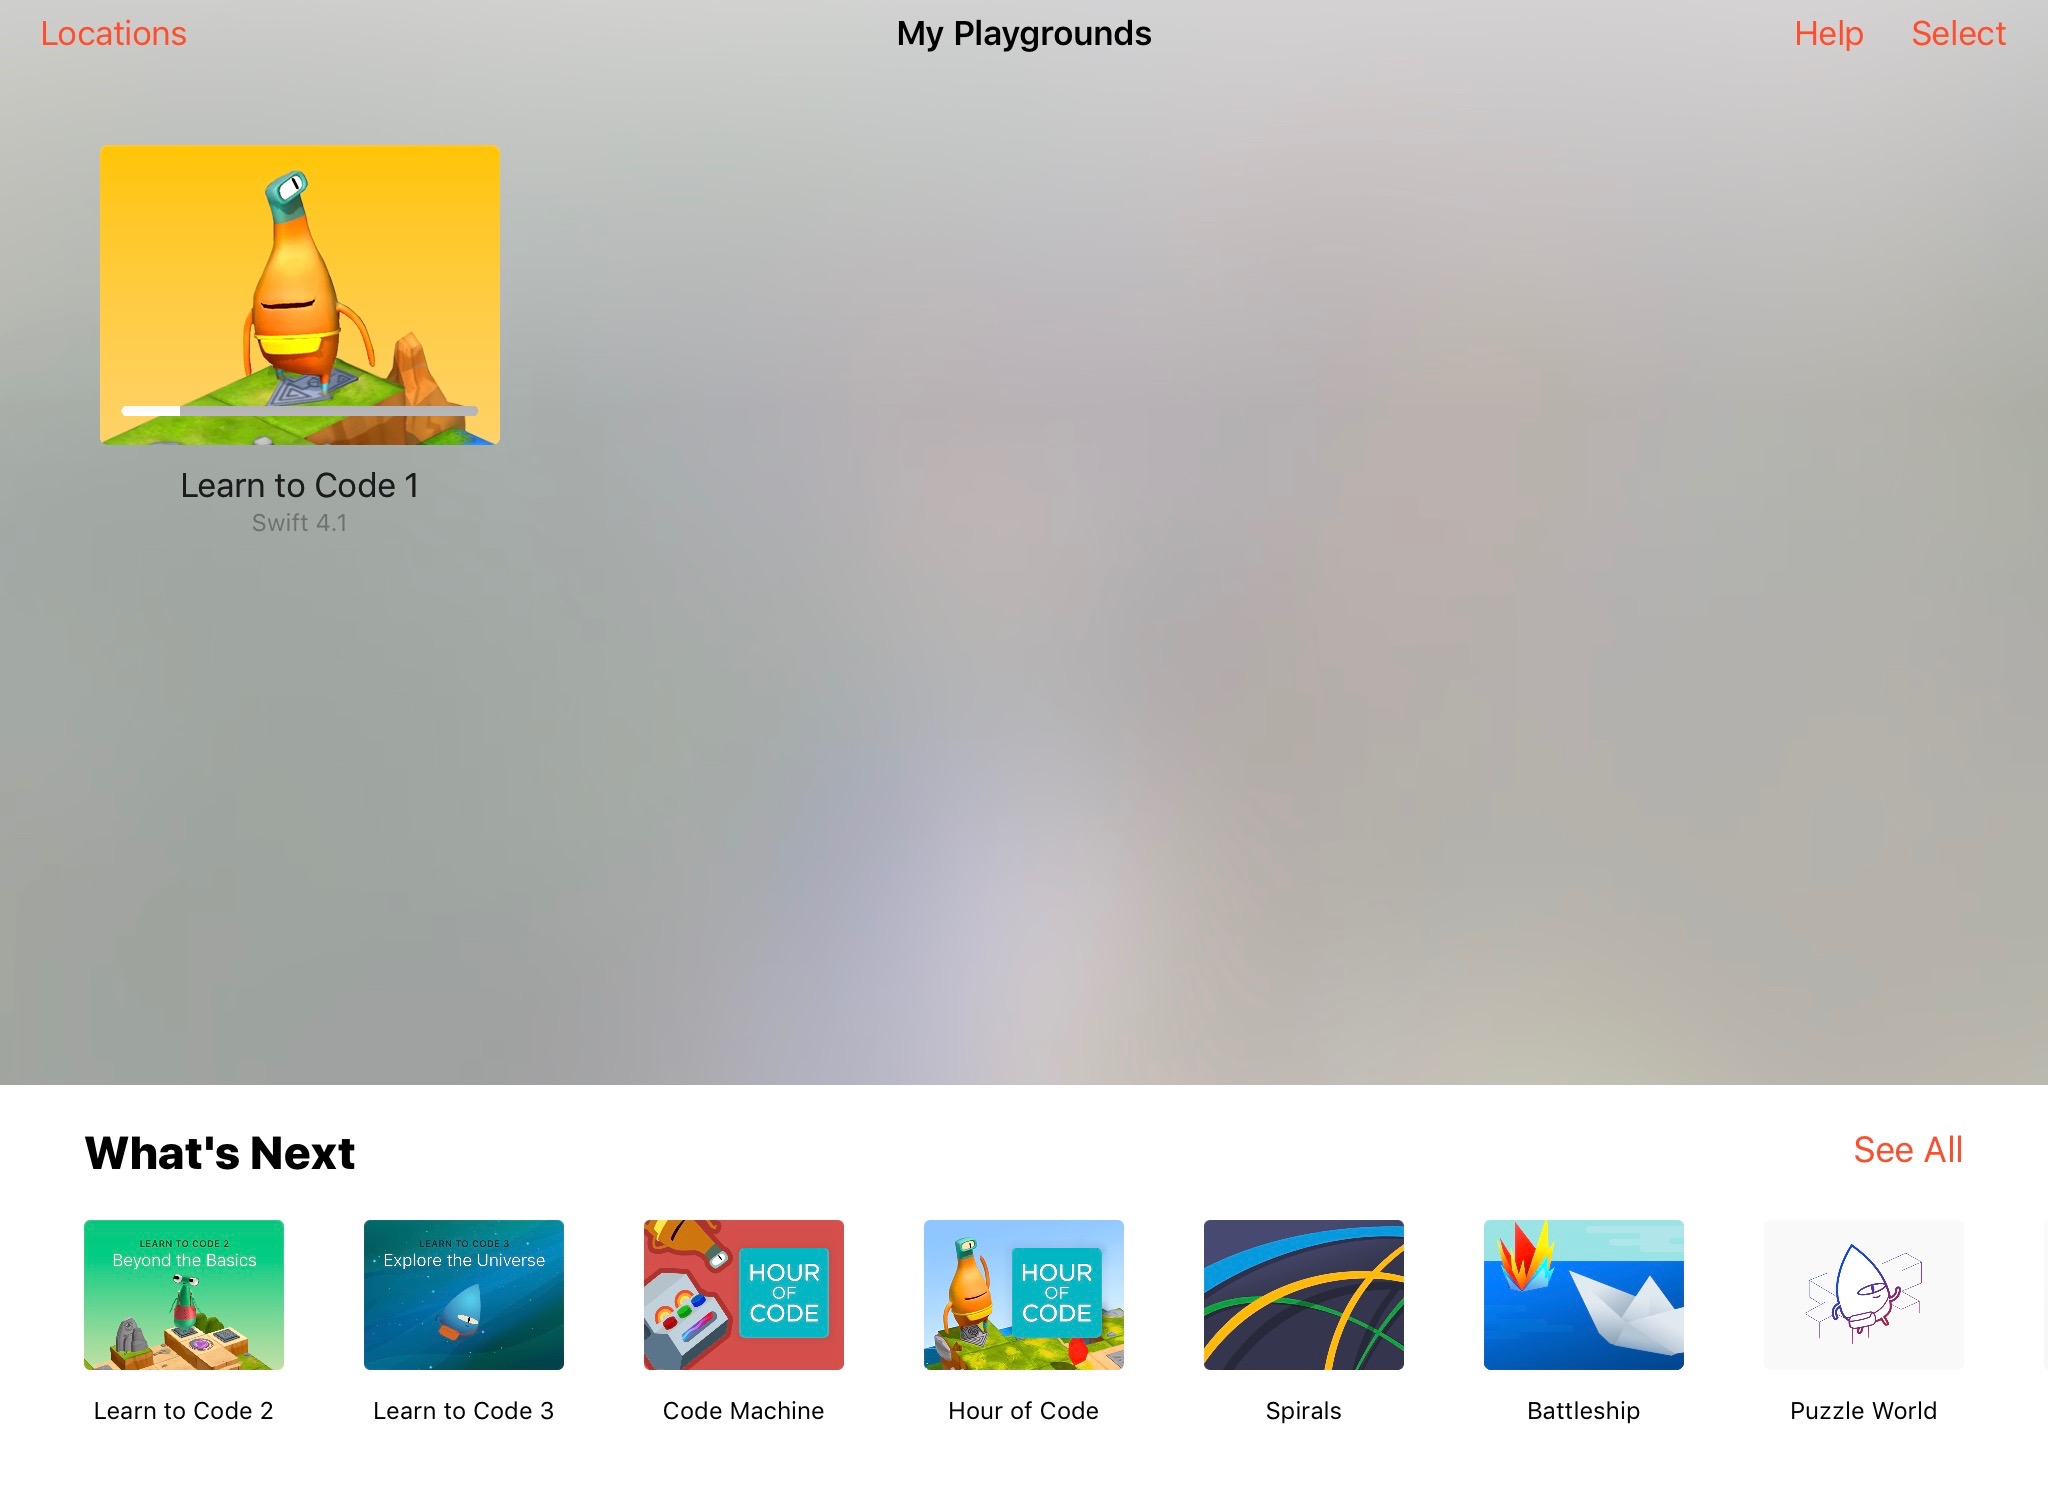 Locations
My Playgrounds
Help
Select
Learn to Code 1
Swift 4.1
What's Next
See All
LEARN TO CODE 2
Beyond the Basics
LEARN TO CODE 3
Explore the Universe
HOUR
OF
CODE
HOUR
OF
CODE
Learn to Code 2
Learn to Code 3
Code Machine
Hour of Code
Spirals
Battleship
Puzzle World